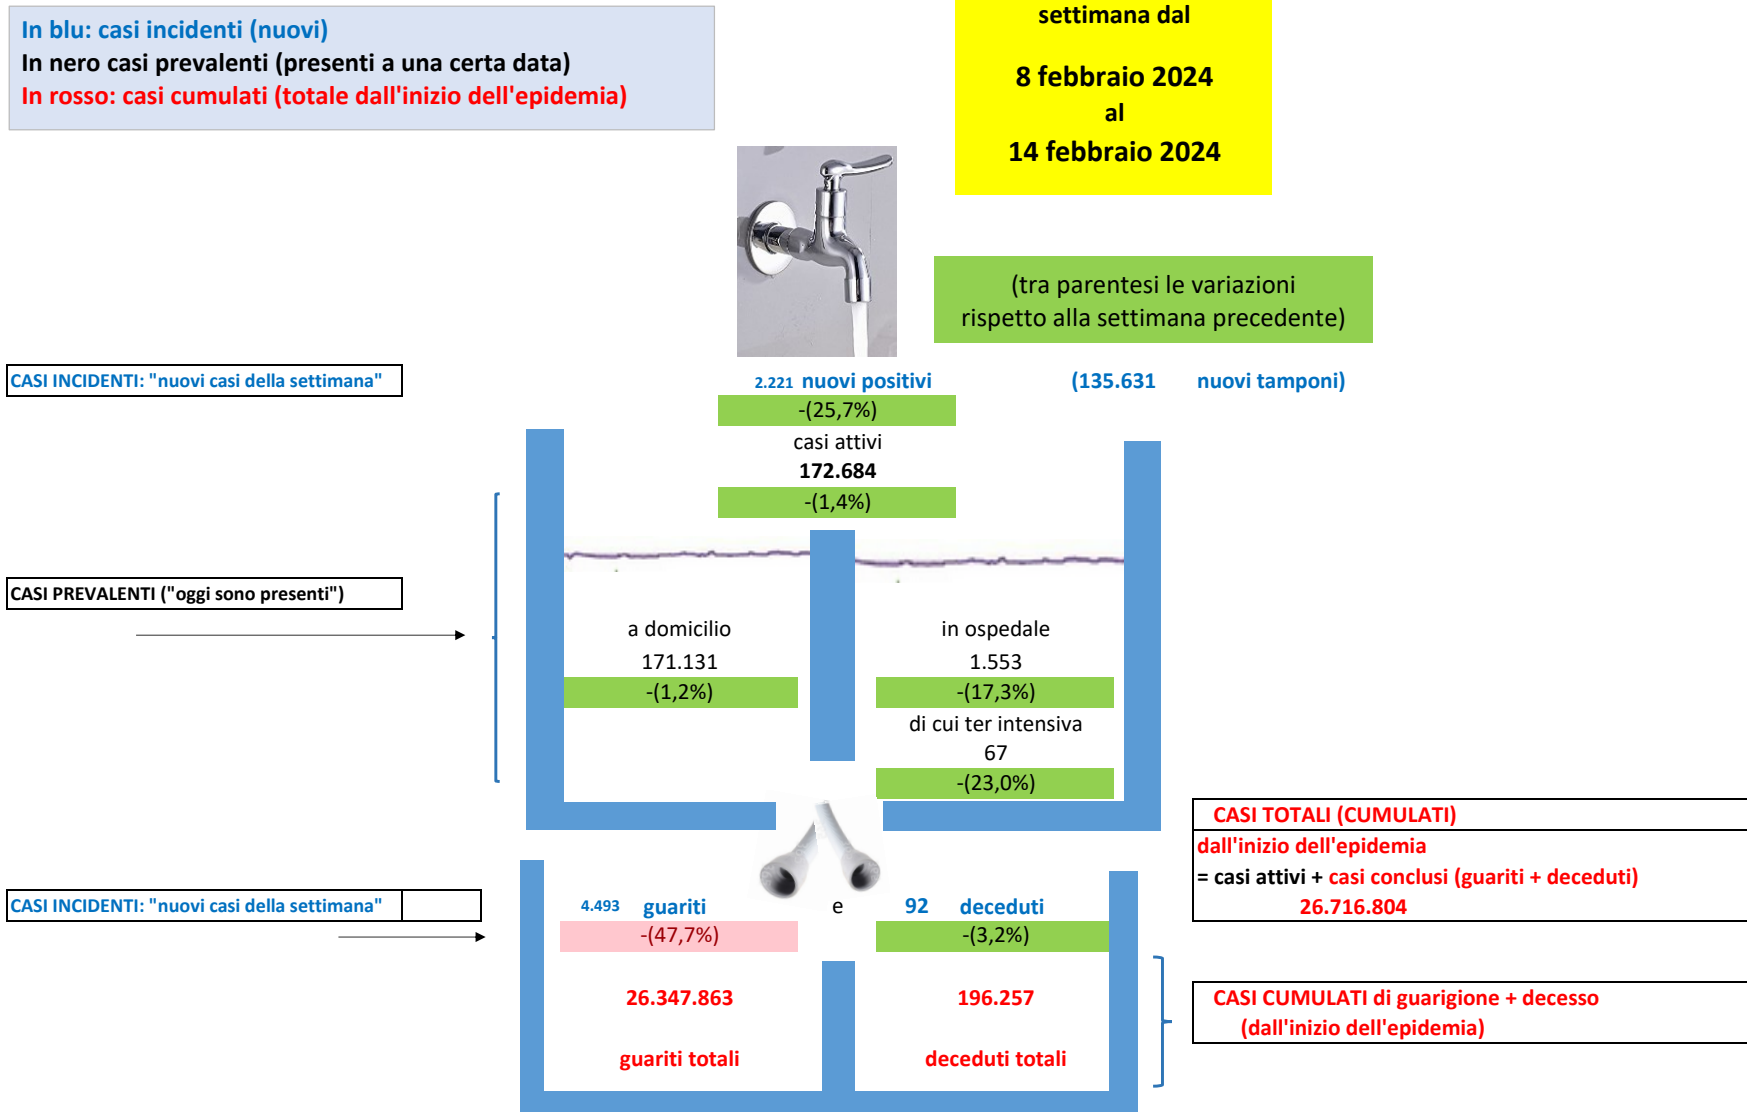 In blu: casi incidenti (nuovi)
In nero casi prevalenti (presenti a una certa data)
In rosso: casi cumulati (totale dall'inizio dell'epidemia)
settimana dal
8 febbraio 2024
al
14 febbraio 2024
(tra parentesi le variazioni
rispetto alla settimana precedente)
CASI INCIDENTI: "nuovi casi della settimana"
2.221 nuovi positivi
(135.631 nuovi tamponi)
-(25,7%)
casi attivi
172.684
-(1,4%)
CASI PREVALENTI ("oggi sono presenti")
a domicilio
171.131
-(1,2%)
in ospedale
1.553
-(17,3%)
di cui ter intensiva
67
-(23,0%)
CASI TOTALI (CUMULATI)
dall'inizio dell'epidemia
= casi attivi + casi conclusi (guariti + deceduti)
26.716.804
CASI INCIDENTI: "nuovi casi della settimana"
4.493 guariti e 92 deceduti
-(47,7%)
-(3,2%)
26.347.863
196.257
guariti totali
deceduti totali
CASI CUMULATI di guarigione + decesso
(dall'inizio dell'epidemia)